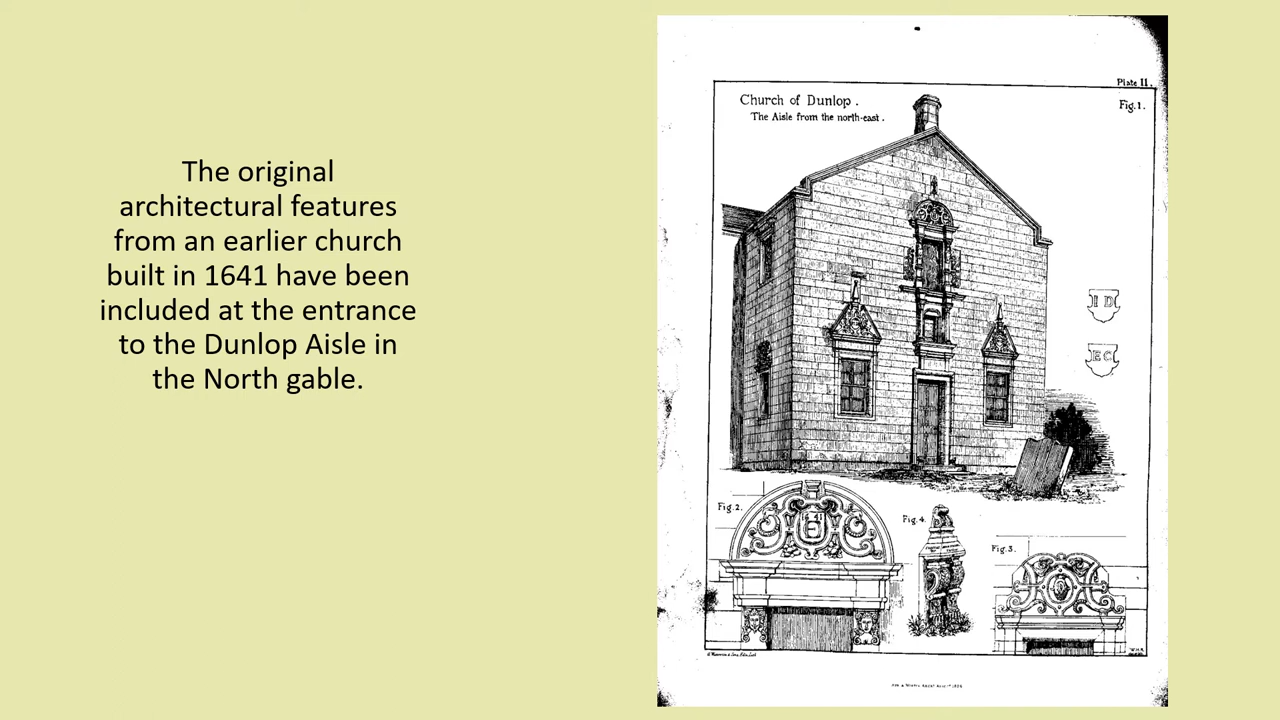 The original
architectural features
from an earlier church
built in 1641 have been
included at the entrance
to the Dunlop Aisle in
the North gable.
Plate II.
Church of Dunlop.
The Aisle from the north-east.
Fig.1.
I D
E C
Fig.2.
1641
Fig.4.
Fig.3.